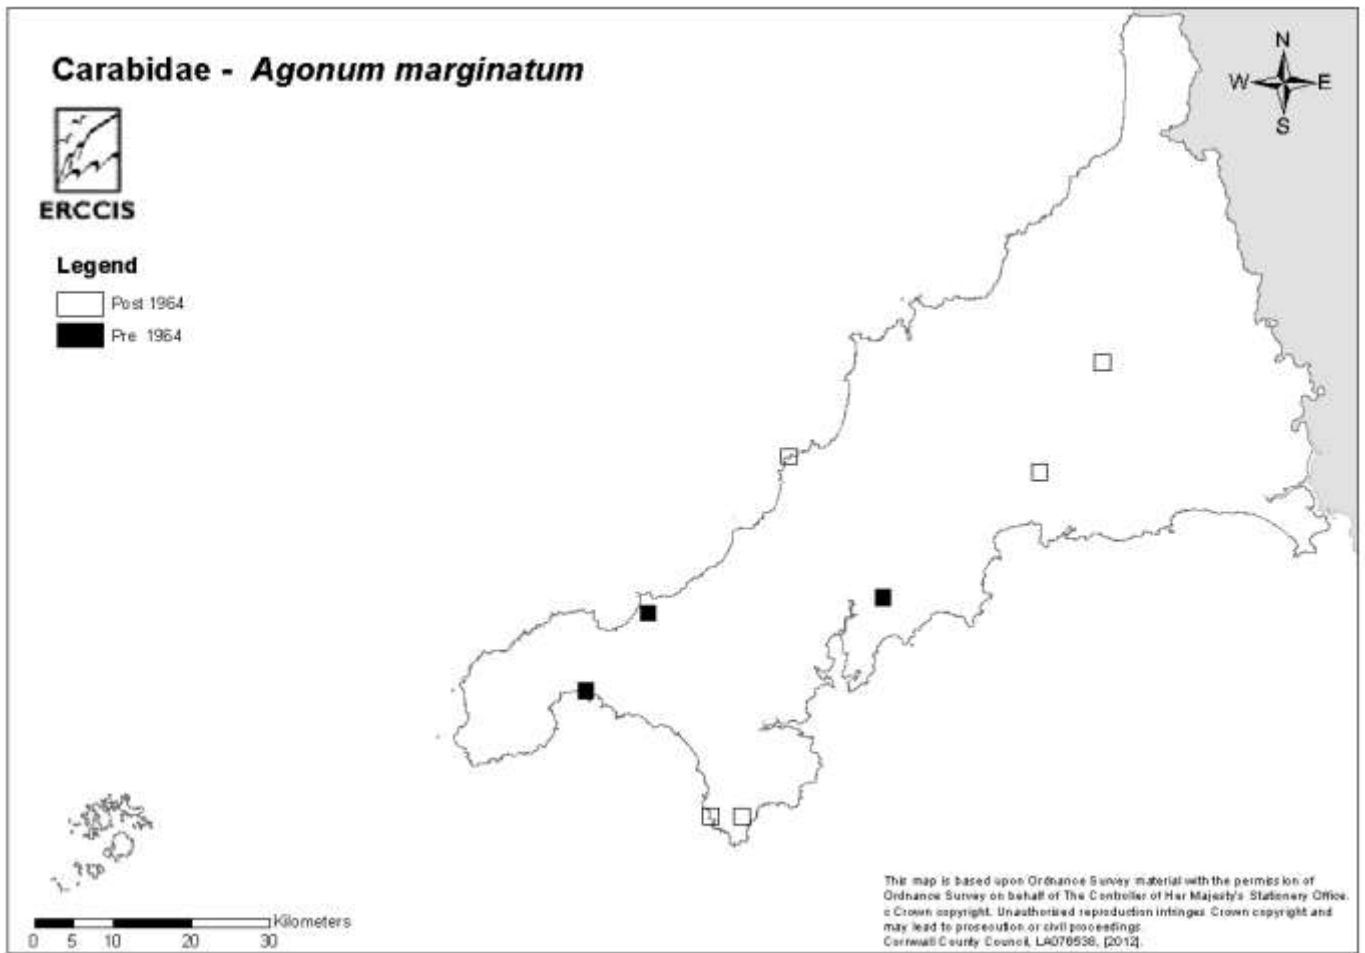 Carabidae - Agonum marginatum
ERCCIS
Legend
Post 1964
Pre 1964
N
W E
S
Kilometers
0 5 10 20 30
This map is based upon Ordnance Survey material with the permission of
Ordnance Survey on behalf of The Controller of Her Majesty's Stationery Office.
c Crown copyright. Unauthorised reproduction infringes Crown copyright and
may lead to prosecution or civil proceedings.
Cornwall County Council, LA076538, [2012].